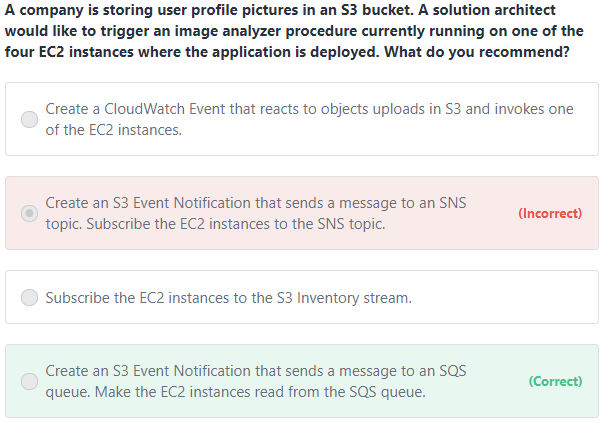 A company is storing user profile pictures in an S3 bucket. A solution architect
would like to trigger an image analyzer procedure currently running on one of the
four EC2 instances where the application is deployed. What do you recommend?
Create a CloudWatch Event that reacts to objects uploads in S3 and invokes one
of the EC2 instances.
Create an S3 Event Notification that sends a message to an SNS
topic. Subscribe the EC2 instances to the SNS topic.
(Incorrect)
Subscribe the EC2 instances to the S3 Inventory stream.
Create an S3 Event Notification that sends a message to an SQS
queue. Make the EC2 instances read from the SQS queue.
(Correct)